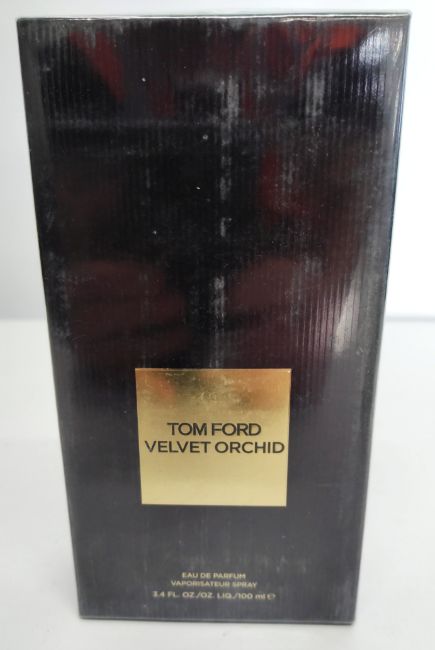 TOM FORD
VELVET ORCHID
EAU DE PARFUM
VAPORISATEUR SPRAY
3.4 FL. OZ./OZ. LIQ./100 ml ℮